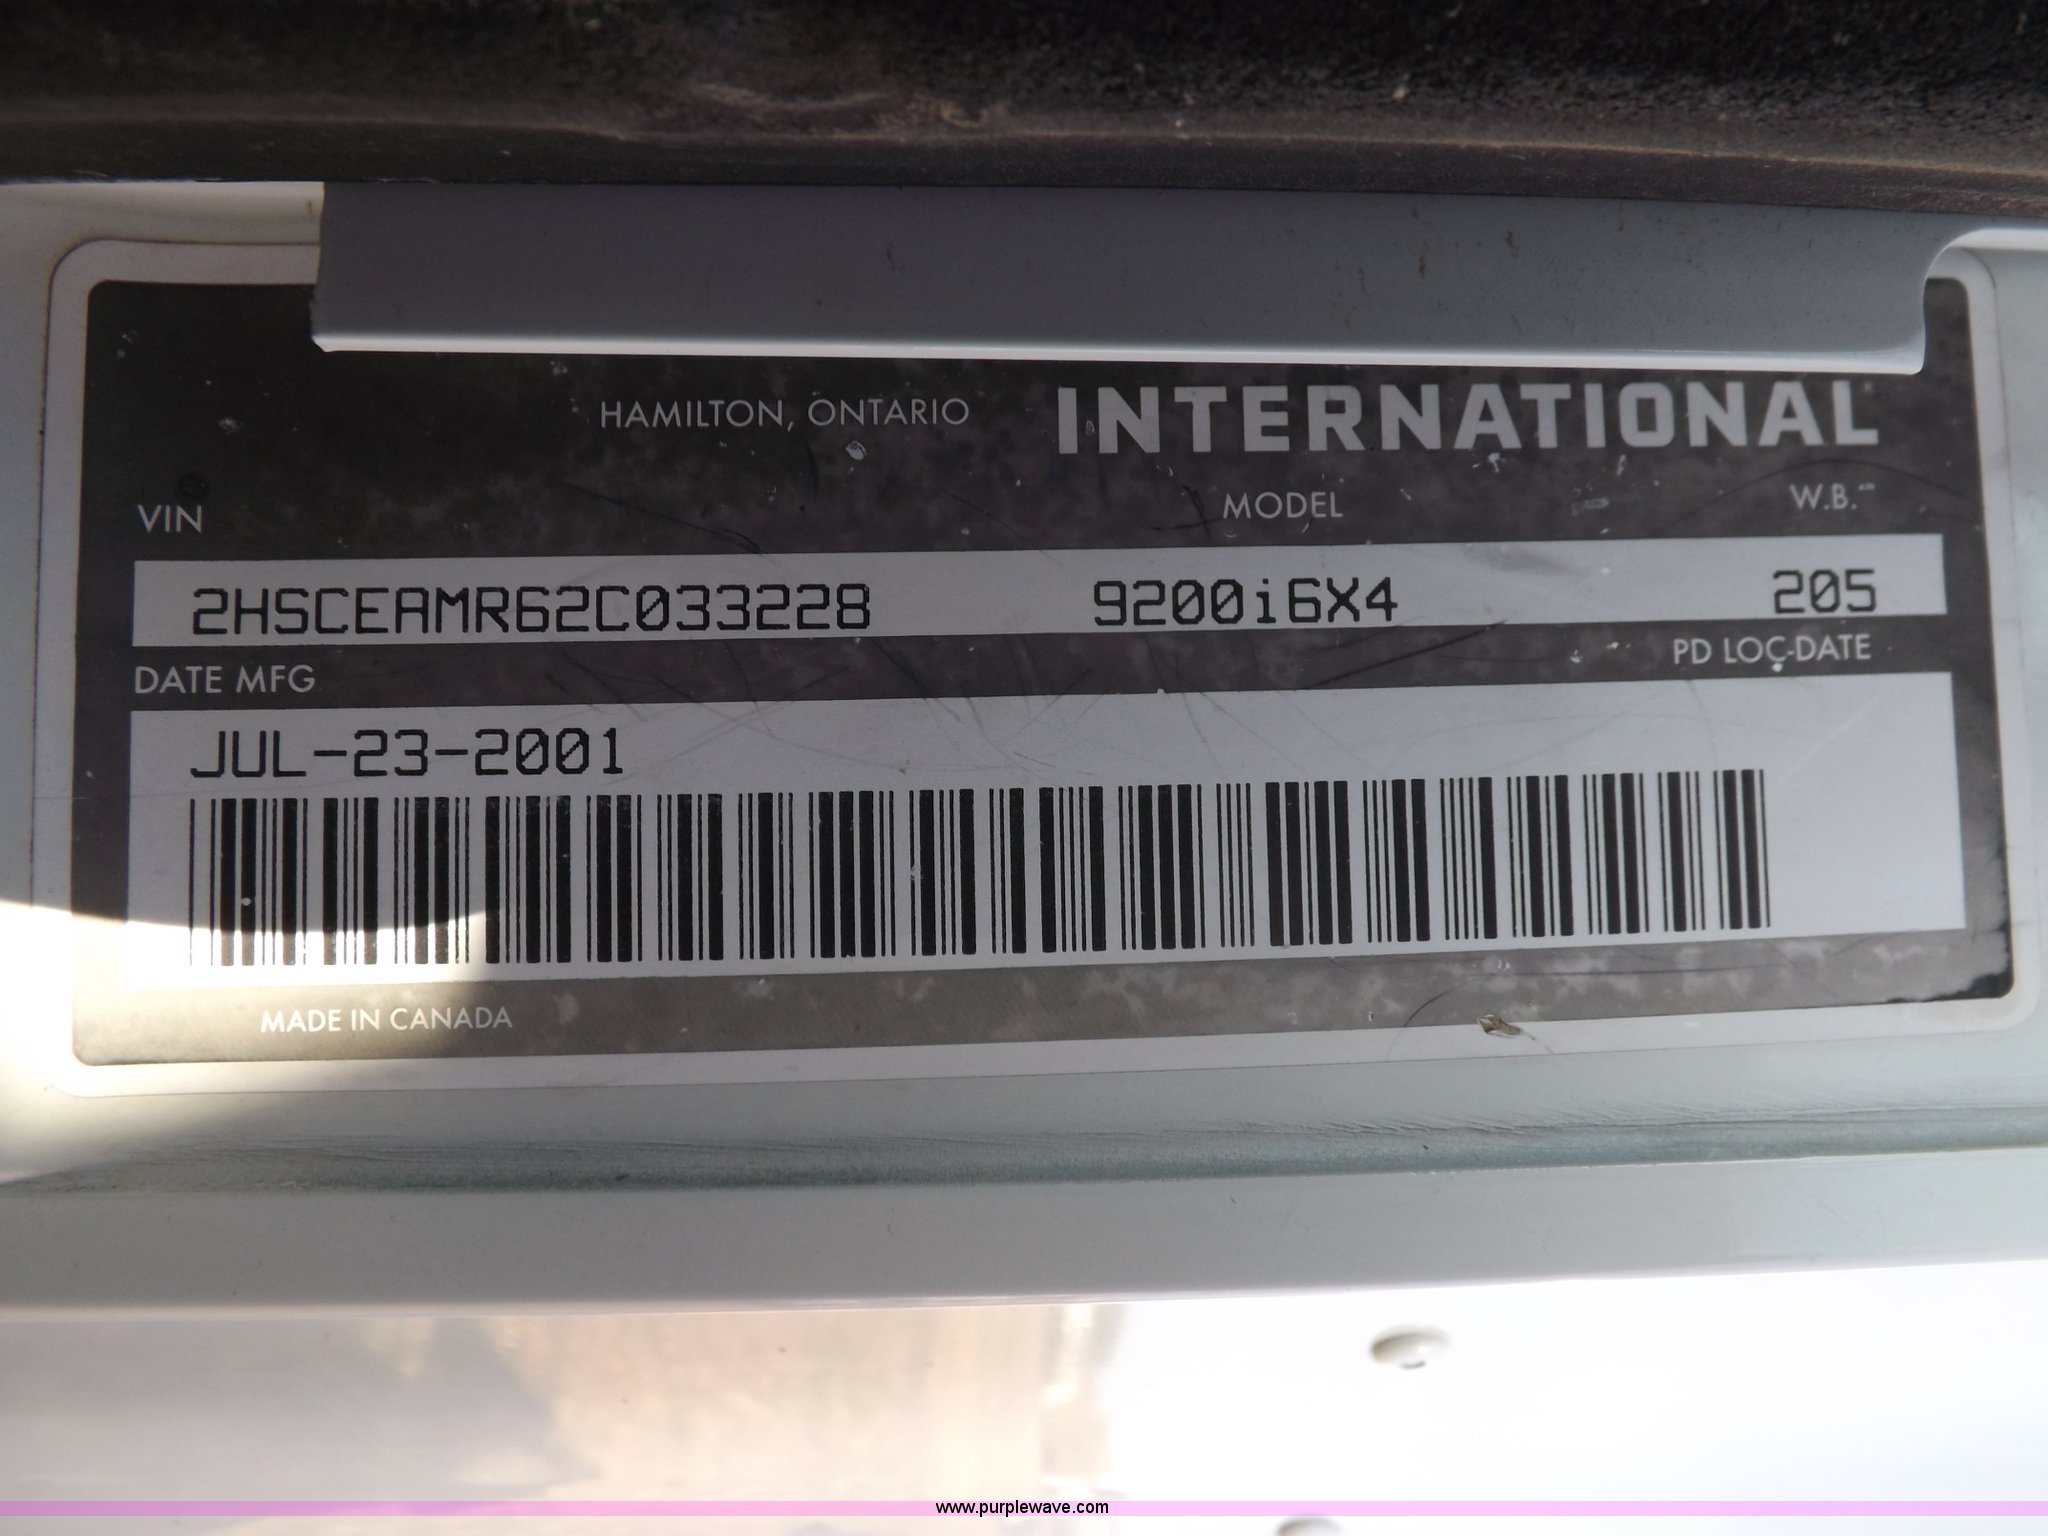 HAMILTON, ONTARIO INTERNATIONAL
VIN MODEL W.B.
2HSCEAMR62C033228 9200i6X4 205
DATE MFG PD LOC-DATE
JUL-23-2001
MADE IN CANADA
www.purplewave.com